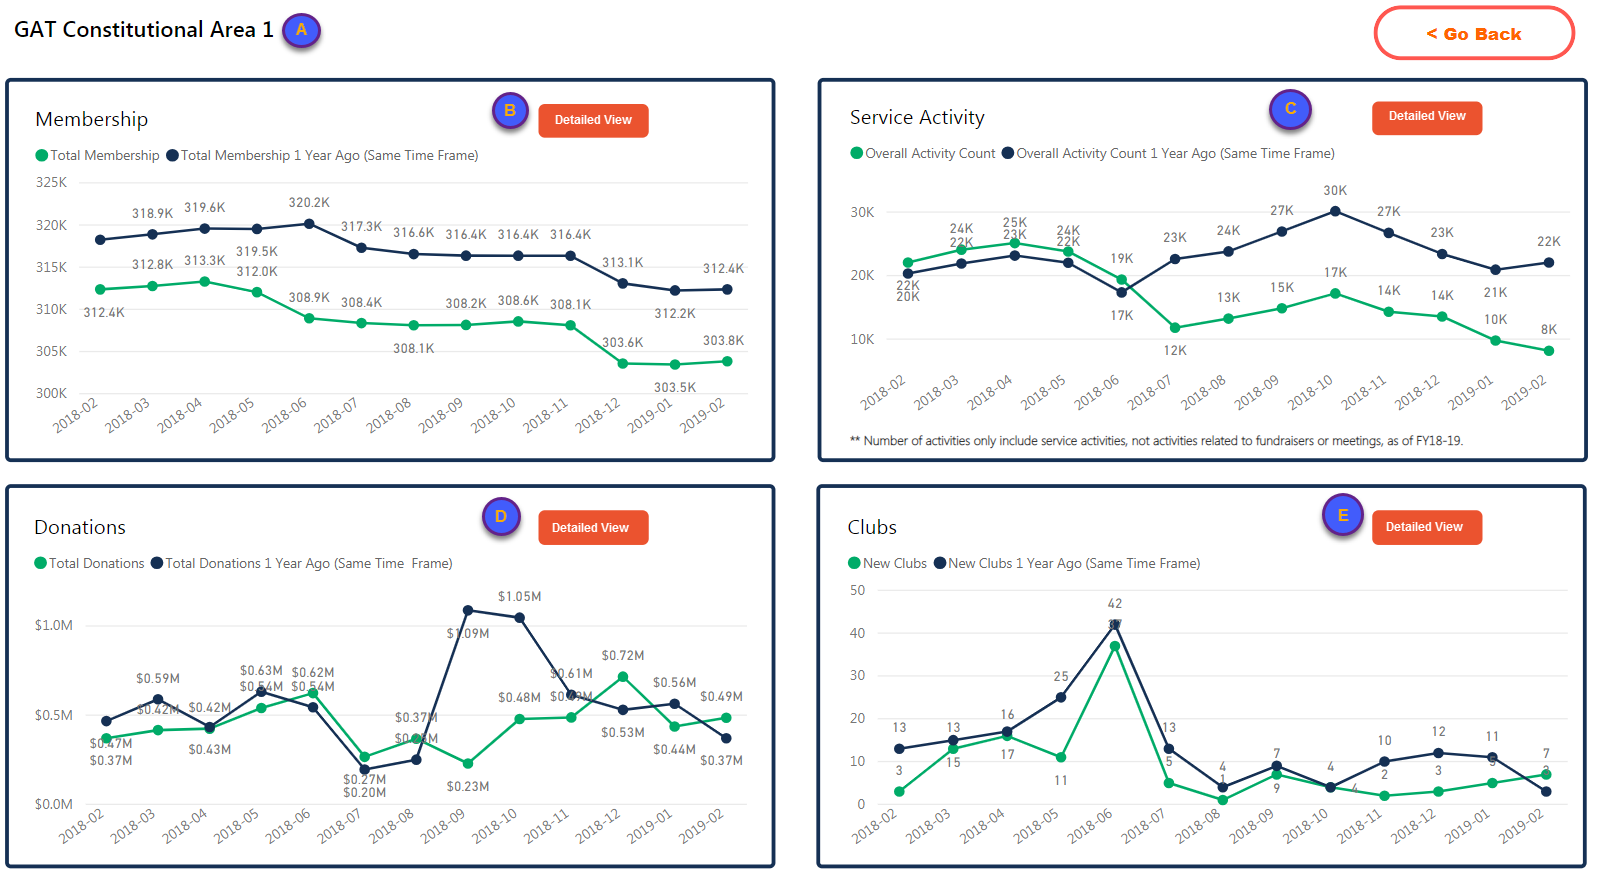 GAT Constitutional Area 1
A
< Go Back
Membership
B
Detailed View
Total Membership
Total Membership 1 Year Ago (Same Time Frame)
325K
320K
315K
310K
305K
300K
318.9K
319.6K
319.5K
320.2K
317.3K
316.6K
316.4K
316.4K
316.4K
313.1K
312.2K
312.4K
312.4K
312.8K
313.3K
312.0K
308.9K
308.4K
308.1K
308.2K
308.6K
308.1K
303.6K
303.5K
303.8K
2018-02
2018-03
2018-04
2018-05
2018-06
2018-07
2018-08
2018-09
2018-10
2018-11
2018-12
2019-01
2019-02
Service Activity
C
Detailed View
Overall Activity Count
Overall Activity Count 1 Year Ago (Same Time Frame)
30K
20K
10K
22K
20K
24K
22K
25K
23K
24K
22K
19K
17K
23K
12K
24K
13K
27K
15K
30K
17K
27K
14K
23K
14K
21K
10K
22K
8K
2018-02
2018-03
2018-04
2018-05
2018-06
2018-07
2018-08
2018-09
2018-10
2018-11
2018-12
2019-01
2019-02
** Number of activities only include service activities, not activities related to fundraisers or meetings, as of FY18-19.
Donations
D
Detailed View
Total Donations
Total Donations 1 Year Ago (Same Time  Frame)
$1.0M
$0.5M
$0.0M
$0.47M
$0.37M
$0.59M
$0.42M
$0.42M
$0.43M
$0.63M
$0.54M
$0.62M
$0.54M
$0.27M
$0.20M
$0.37M
$1.09M
$0.23M
$1.05M
$0.48M
$0.61M
$0.72M
$0.53M
$0.56M
$0.44M
$0.49M
$0.37M
2018-02
2018-03
2018-04
2018-05
2018-06
2018-07
2018-08
2018-09
2018-10
2018-11
2018-12
2019-01
2019-02
Clubs
E
Detailed View
New Clubs
New Clubs 1 Year Ago (Same Time Frame)
50
40
30
20
10
0
13
3
13
15
16
17
25
11
42
37
13
5
4
1
7
9
4
4
10
2
12
3
11
5
7
3
2018-02
2018-03
2018-04
2018-05
2018-06
2018-07
2018-08
2018-09
2018-10
2018-11
2018-12
2019-01
2019-02